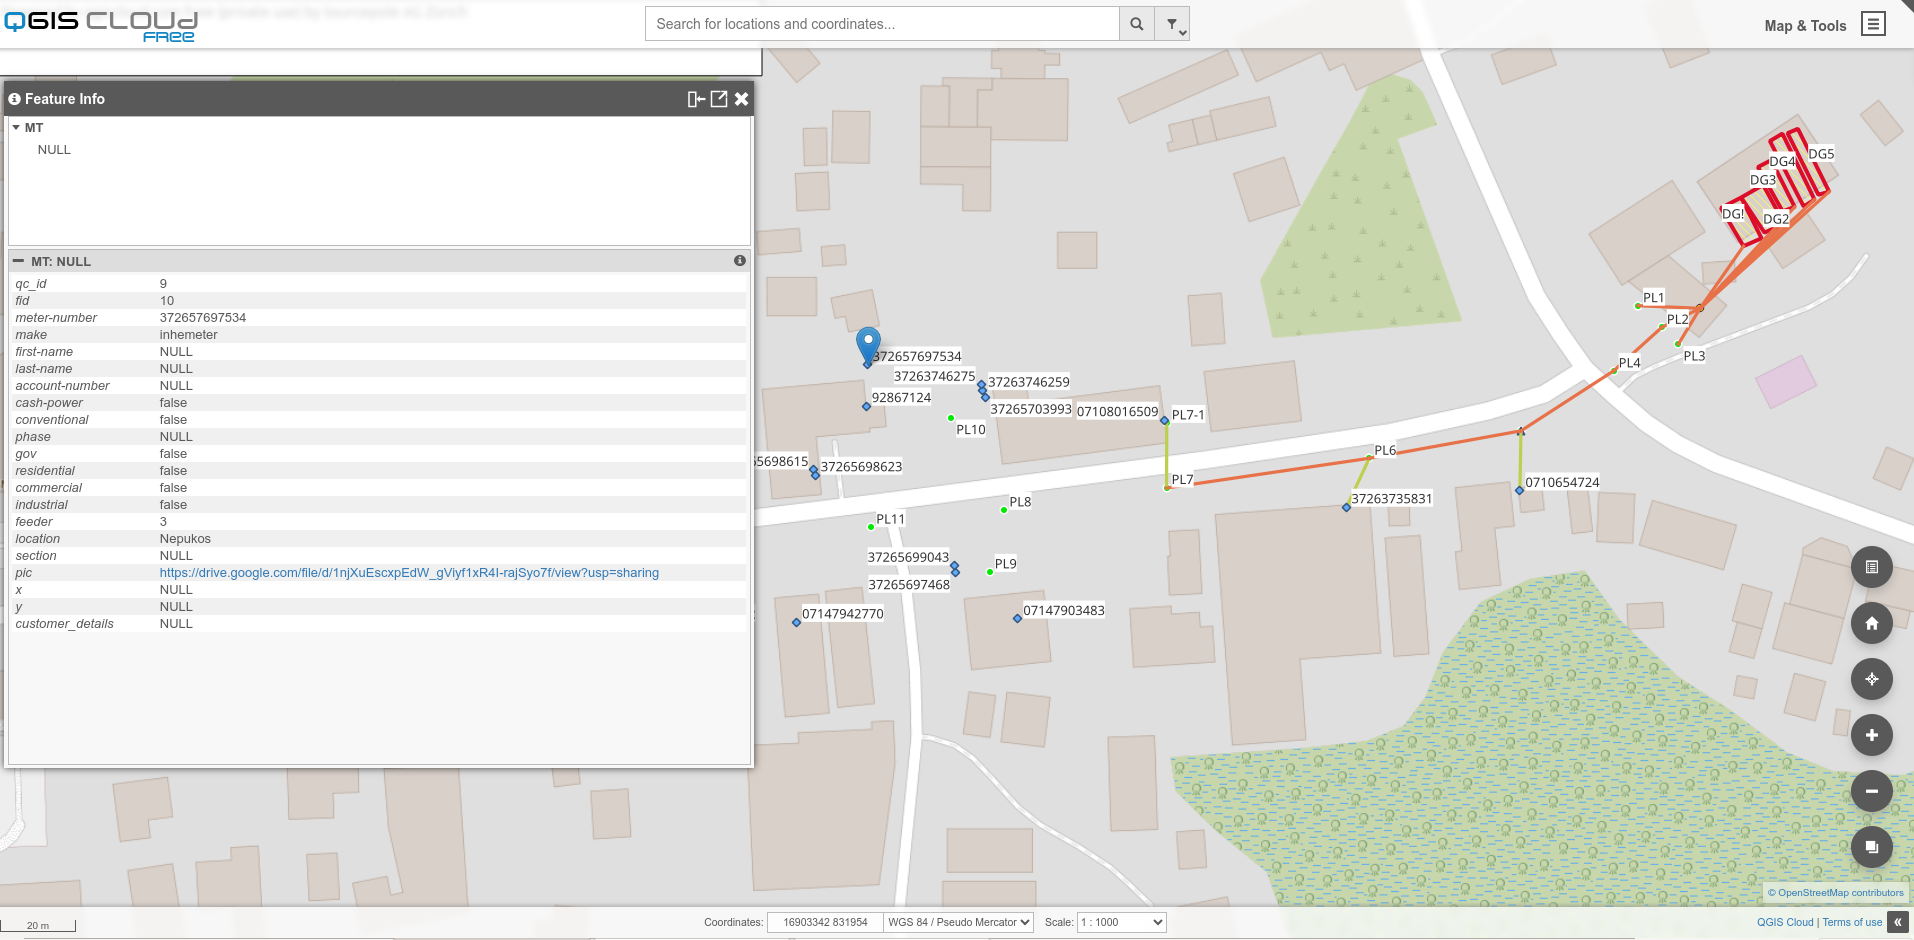 QGIS CLOUD
FREE
Search for locations and coordinates...
Map & Tools
Feature Info
MT
NULL
MT: NULL
qc_id 9
fid 10
meter-number 372657697534
make inhemeter
first-name NULL
last-name NULL
account-number NULL
cash-power false
conventional false
phase NULL
gov false
residential false
commercial false
industrial false
feeder 3
location Nepukos
section NULL
pic https://drive.google.com/file/d/1njXuEscxpEdW_gViyf1xR4l-rajSyo7f/view?usp=sharing
x NULL
y NULL
customer_details NULL
DG5
DG4
DG3
DG!
DG2
PL1
PL2
PL3
PL4
372657697534
37263746275
37263746259
92867124
37265703993
07108016509
PL7-1
PL10
PL6
65698615
37265698623
PL7
0710654724
37263735831
PL8
PL11
37265699043
PL9
37265697468
07147942770
07147903483
© OpenStreetMap contributors
20 m
Coordinates: 16903342 831954 WGS 84 / Pseudo Mercator Scale: 1 : 1000
QGIS Cloud | Terms of use